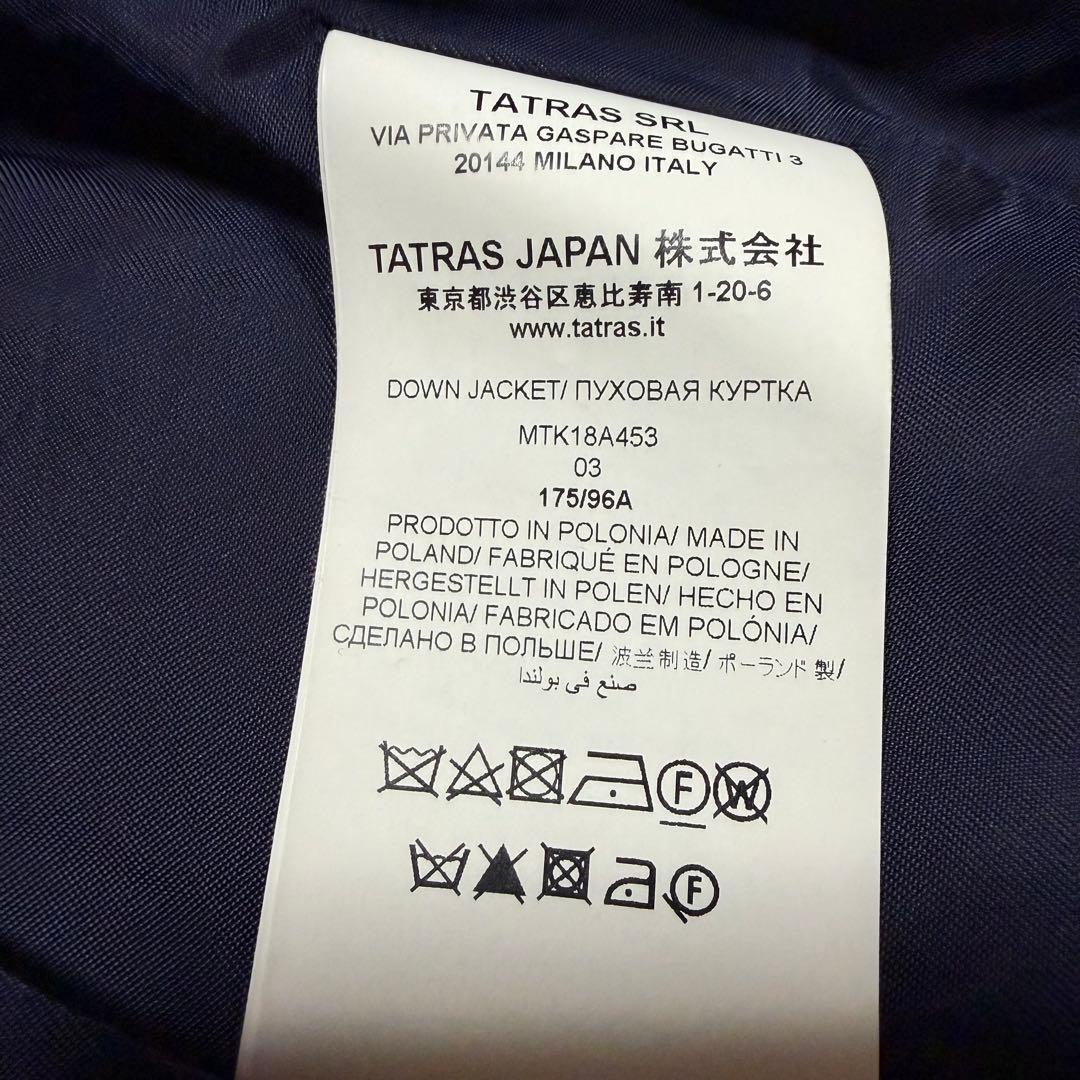 TATRAS SRL
VIA PRIVATA GASPARE BUGATTI 3
20144 MILANO ITALY
TATRAS JAPAN 株式会社
東京都渋谷区恵比寿南 1-20-6
www.tatras.it
DOWN JACKET/ ПУХОВАЯ КУРТКА
MTK18A453
03
175/96A
PRODOTTO IN POLONIA/ MADE IN
POLAND/ FABRIQUÉ EN POLOGNE/
HERGESTELLT IN POLEN/ HECHO EN
POLONIA/ FABRICADO EM POLÓNIA/
СДЕЛАНО В ПОЛЬШЕ/ 波兰制造/ ポーランド製/
صنع في بولندا
F W
F